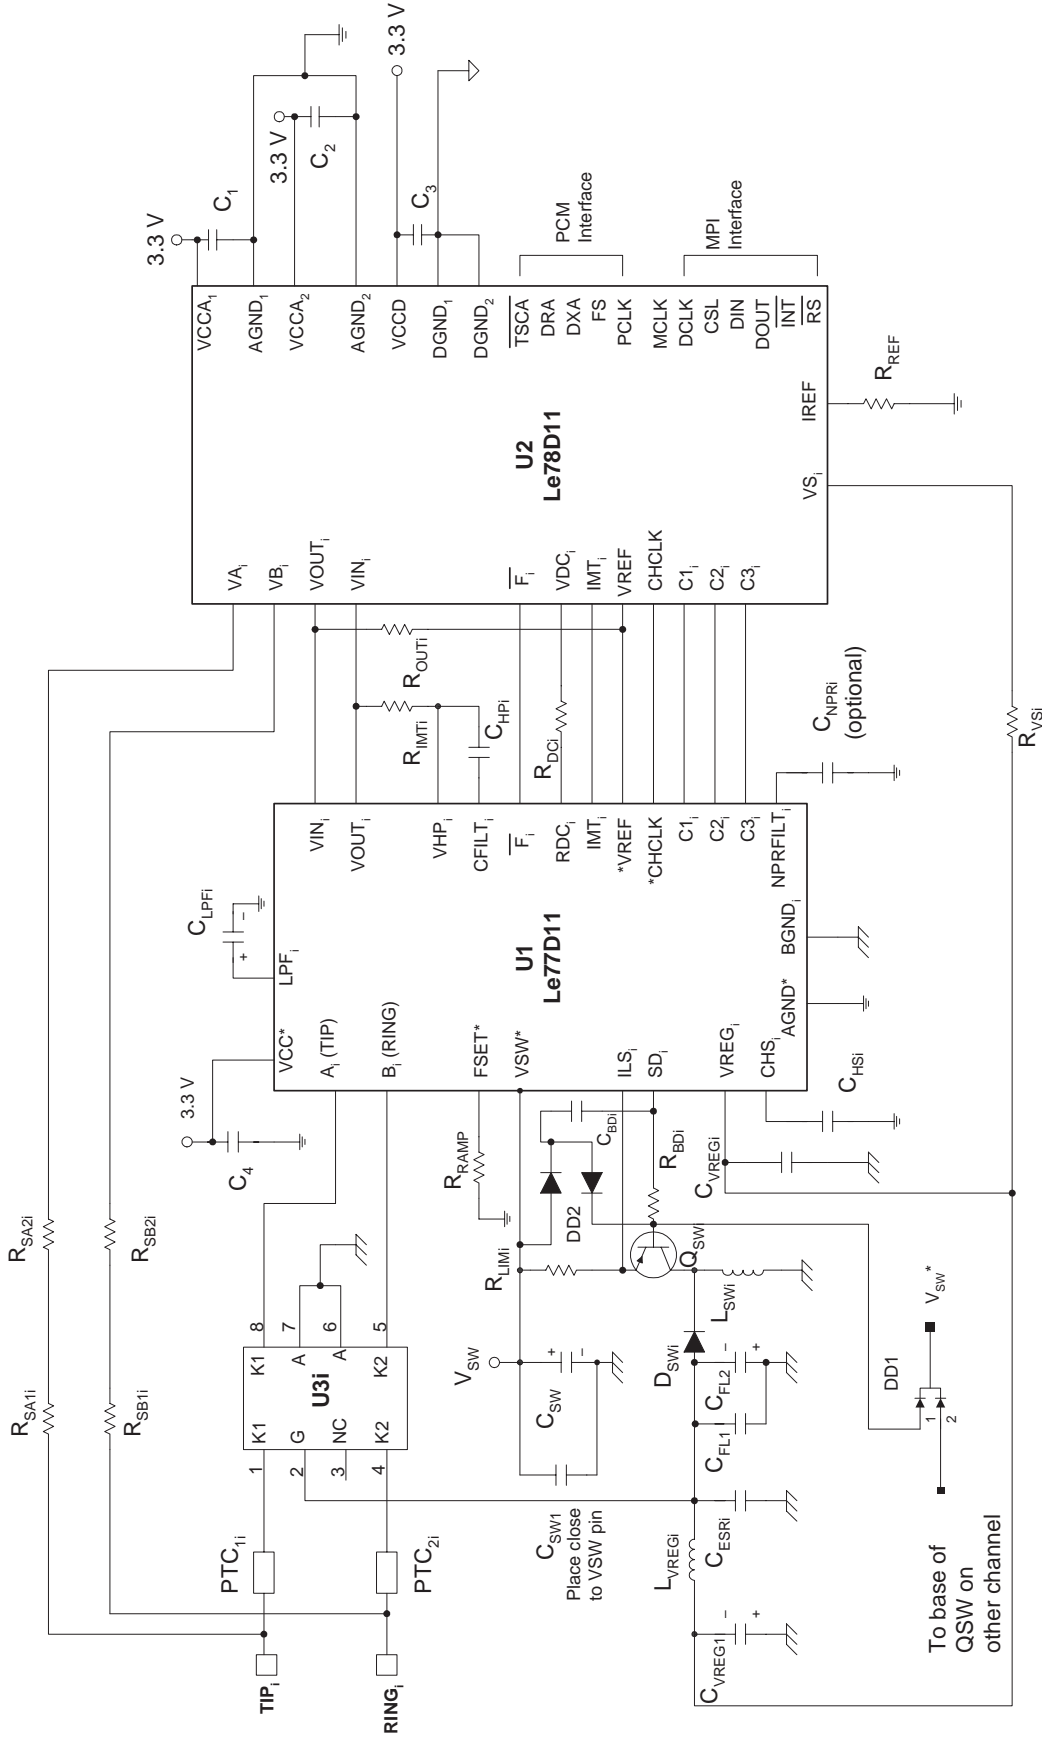 TIPi
RINGi
PTC1i
PTC2i
RSA1i
RSA2i
RSB1i
RSB2i
1
2
3
4
K1
G
NC
K2
U3i
K1
A
A
K2
8
7
6
5
3.3 V
C4
CLPFi
+
−
VCC*
LPFi
Ai (TIP)
Bi (RING)
FSET*
VSW*
ILSi
SDi
VREGi
CHSi
AGND*
BGNDi
U1
Le77D11
VINi
VOUTi
VHPi
CFILTi
Fi
RDCi
IMTi
*VREF
*CHCLK
C1i
C2i
C3i
NPRFILTi
RRAMP
VSW
CSW
+
−
CSW1
Place close
to VSW pin
RLIMi
DD2
CBDi
RBDi
QSWi
LSWi
DSWi
CFL2
−
+
CFL1
CESRi
LVREGi
CVREG1i
−
+
CVREGi
CHSi
DD1
1
2
VSW*
To base of
QSW on
other channel
RIMTi
CHPi
ROUTi
RDCi
CNPRi
(optional)
RVSi
VAi
VBi
VOUTi
VINi
Fi
VDCi
IMTi
VREF
CHCLK
C1i
C2i
C3i
U2
Le78D11
VSi
IREF
RREF
VCCA1
AGND1
VCCA2
AGND2
VCCD
DGND1
DGND2
TSCA
DRA
DXA
FS
PCLK
MCLK
DCLK
CSL
DIN
DOUT
INT
RS
3.3 V
C1
3.3 V
C2
3.3 V
C3
PCM
Interface
MPI
Interface